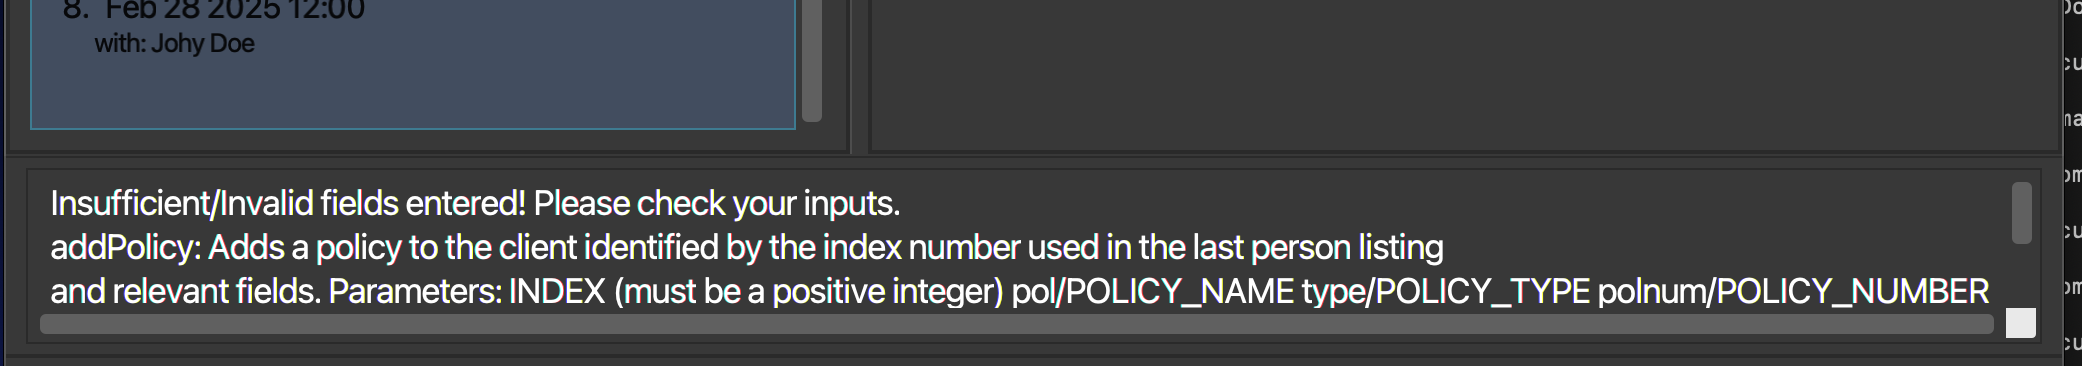 8. Feb 28 2025 12:00
with: Johy Doe
Insufficient/Invalid fields entered! Please check your inputs.
addPolicy: Adds a policy to the client identified by the index number used in the last person listing
and relevant fields. Parameters: INDEX (must be a positive integer) pol/POLICY_NAME type/POLICY_TYPE polnum/POLICY_NUMBER